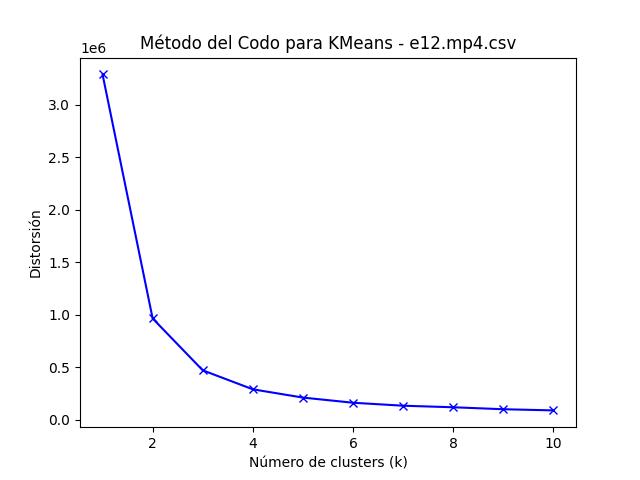 Método del Codo para KMeans - e12.mp4.csv
1e6
3.0
2.5
2.0
1.5
1.0
0.5
0.0
Distorsión
2 4 6 8 10
Número de clusters (k)